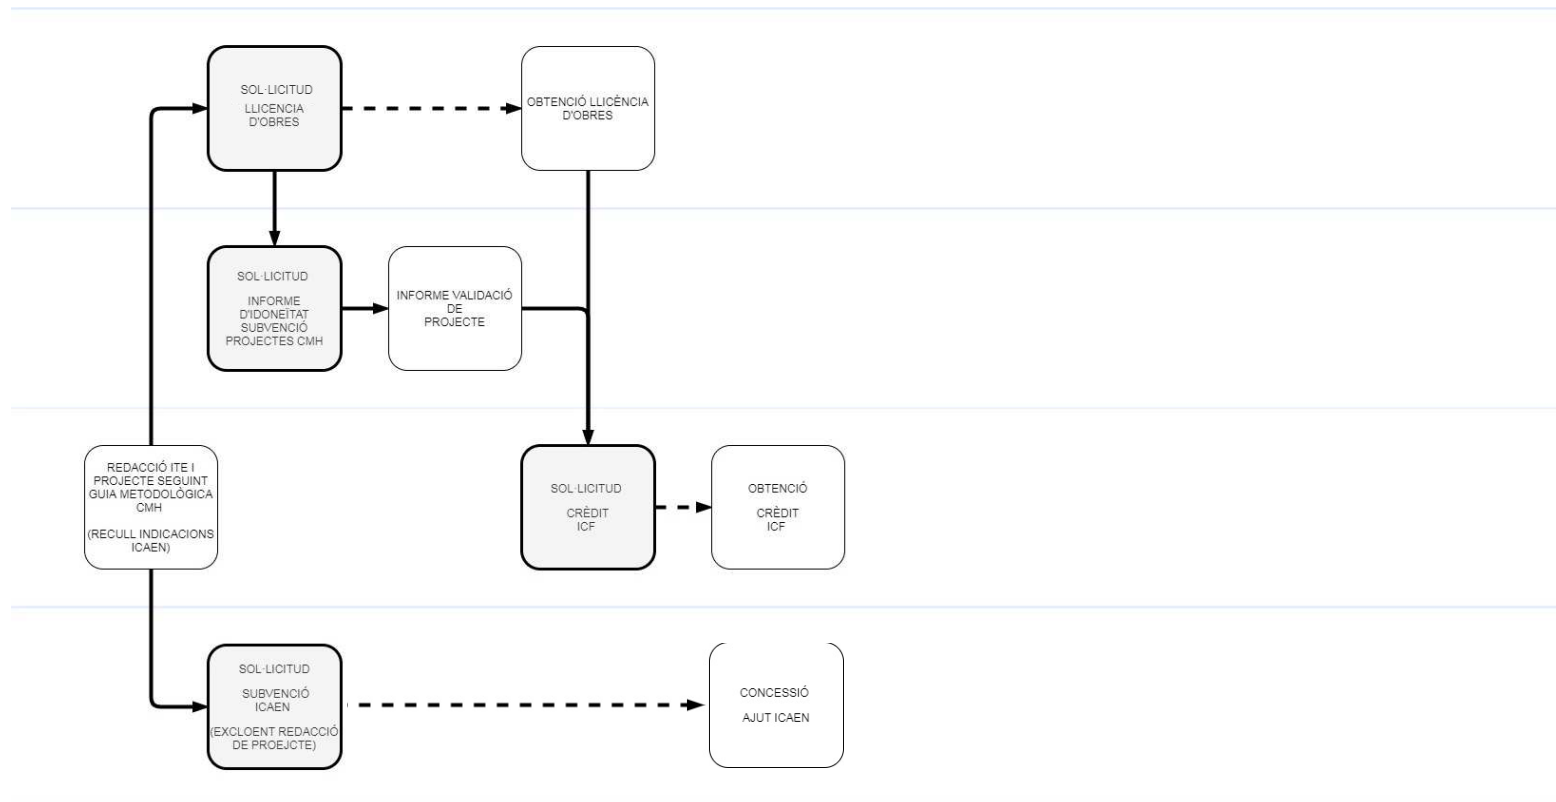 SOL·LICITUD
LLICENCIA
D'OBRES
OBTENCIÓ LLICÈNCIA
D'OBRES
SOL·LICITUD
INFORME
D'IDONEÏTAT
SUBVENCIÓ
PROJECTES CMH
INFORME VALIDACIÓ
DE
PROJECTE
REDACCIÓ ITE I
PROJECTE SEGUINT
GUIA METODOLÒGICA
CMH
(RECULL INDICACIONS
ICAEN)
SOL·LICITUD
CRÈDIT
ICF
OBTENCIÓ
CRÈDIT
ICF
SOL·LICITUD
SUBVENCIÓ
ICAEN
(EXCLOENT REDACCIÓ
DE PROEJCTE)
CONCESSIÓ
AJUT ICAEN